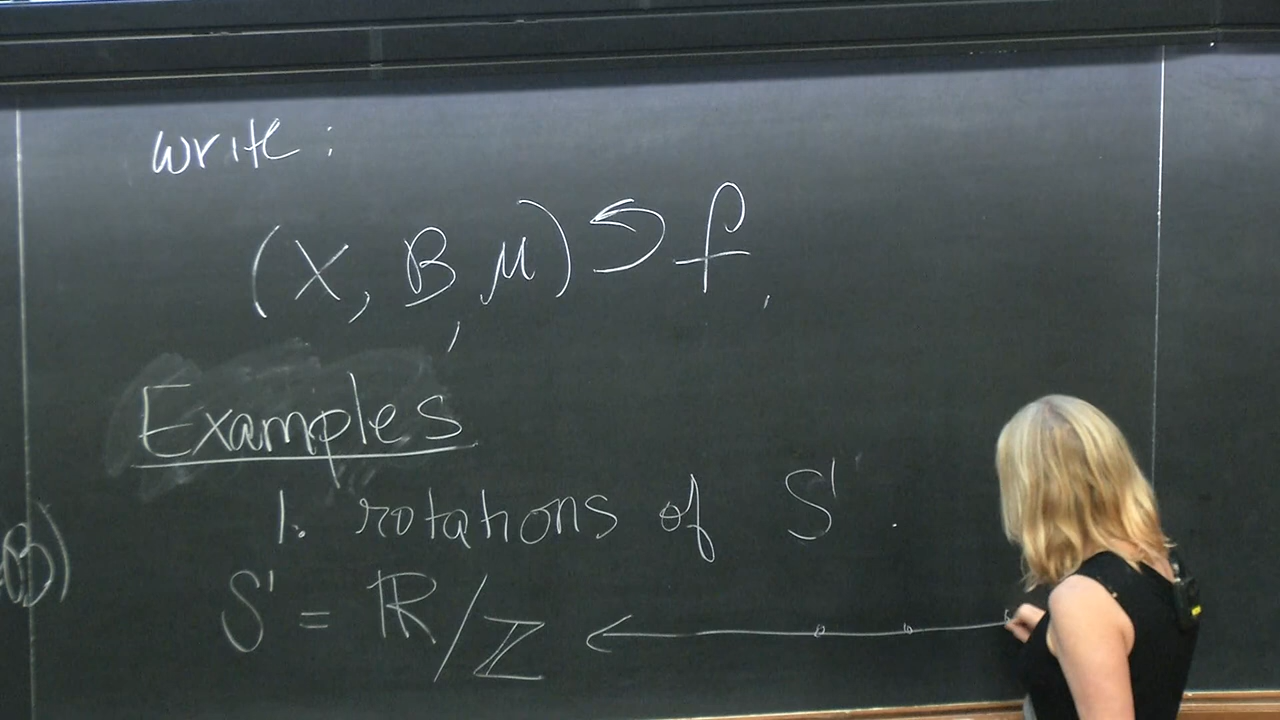 write:
(X, B, μ) ↶ f,
Examples
1. rotations of S¹.
S¹ = ℝ/ℤ